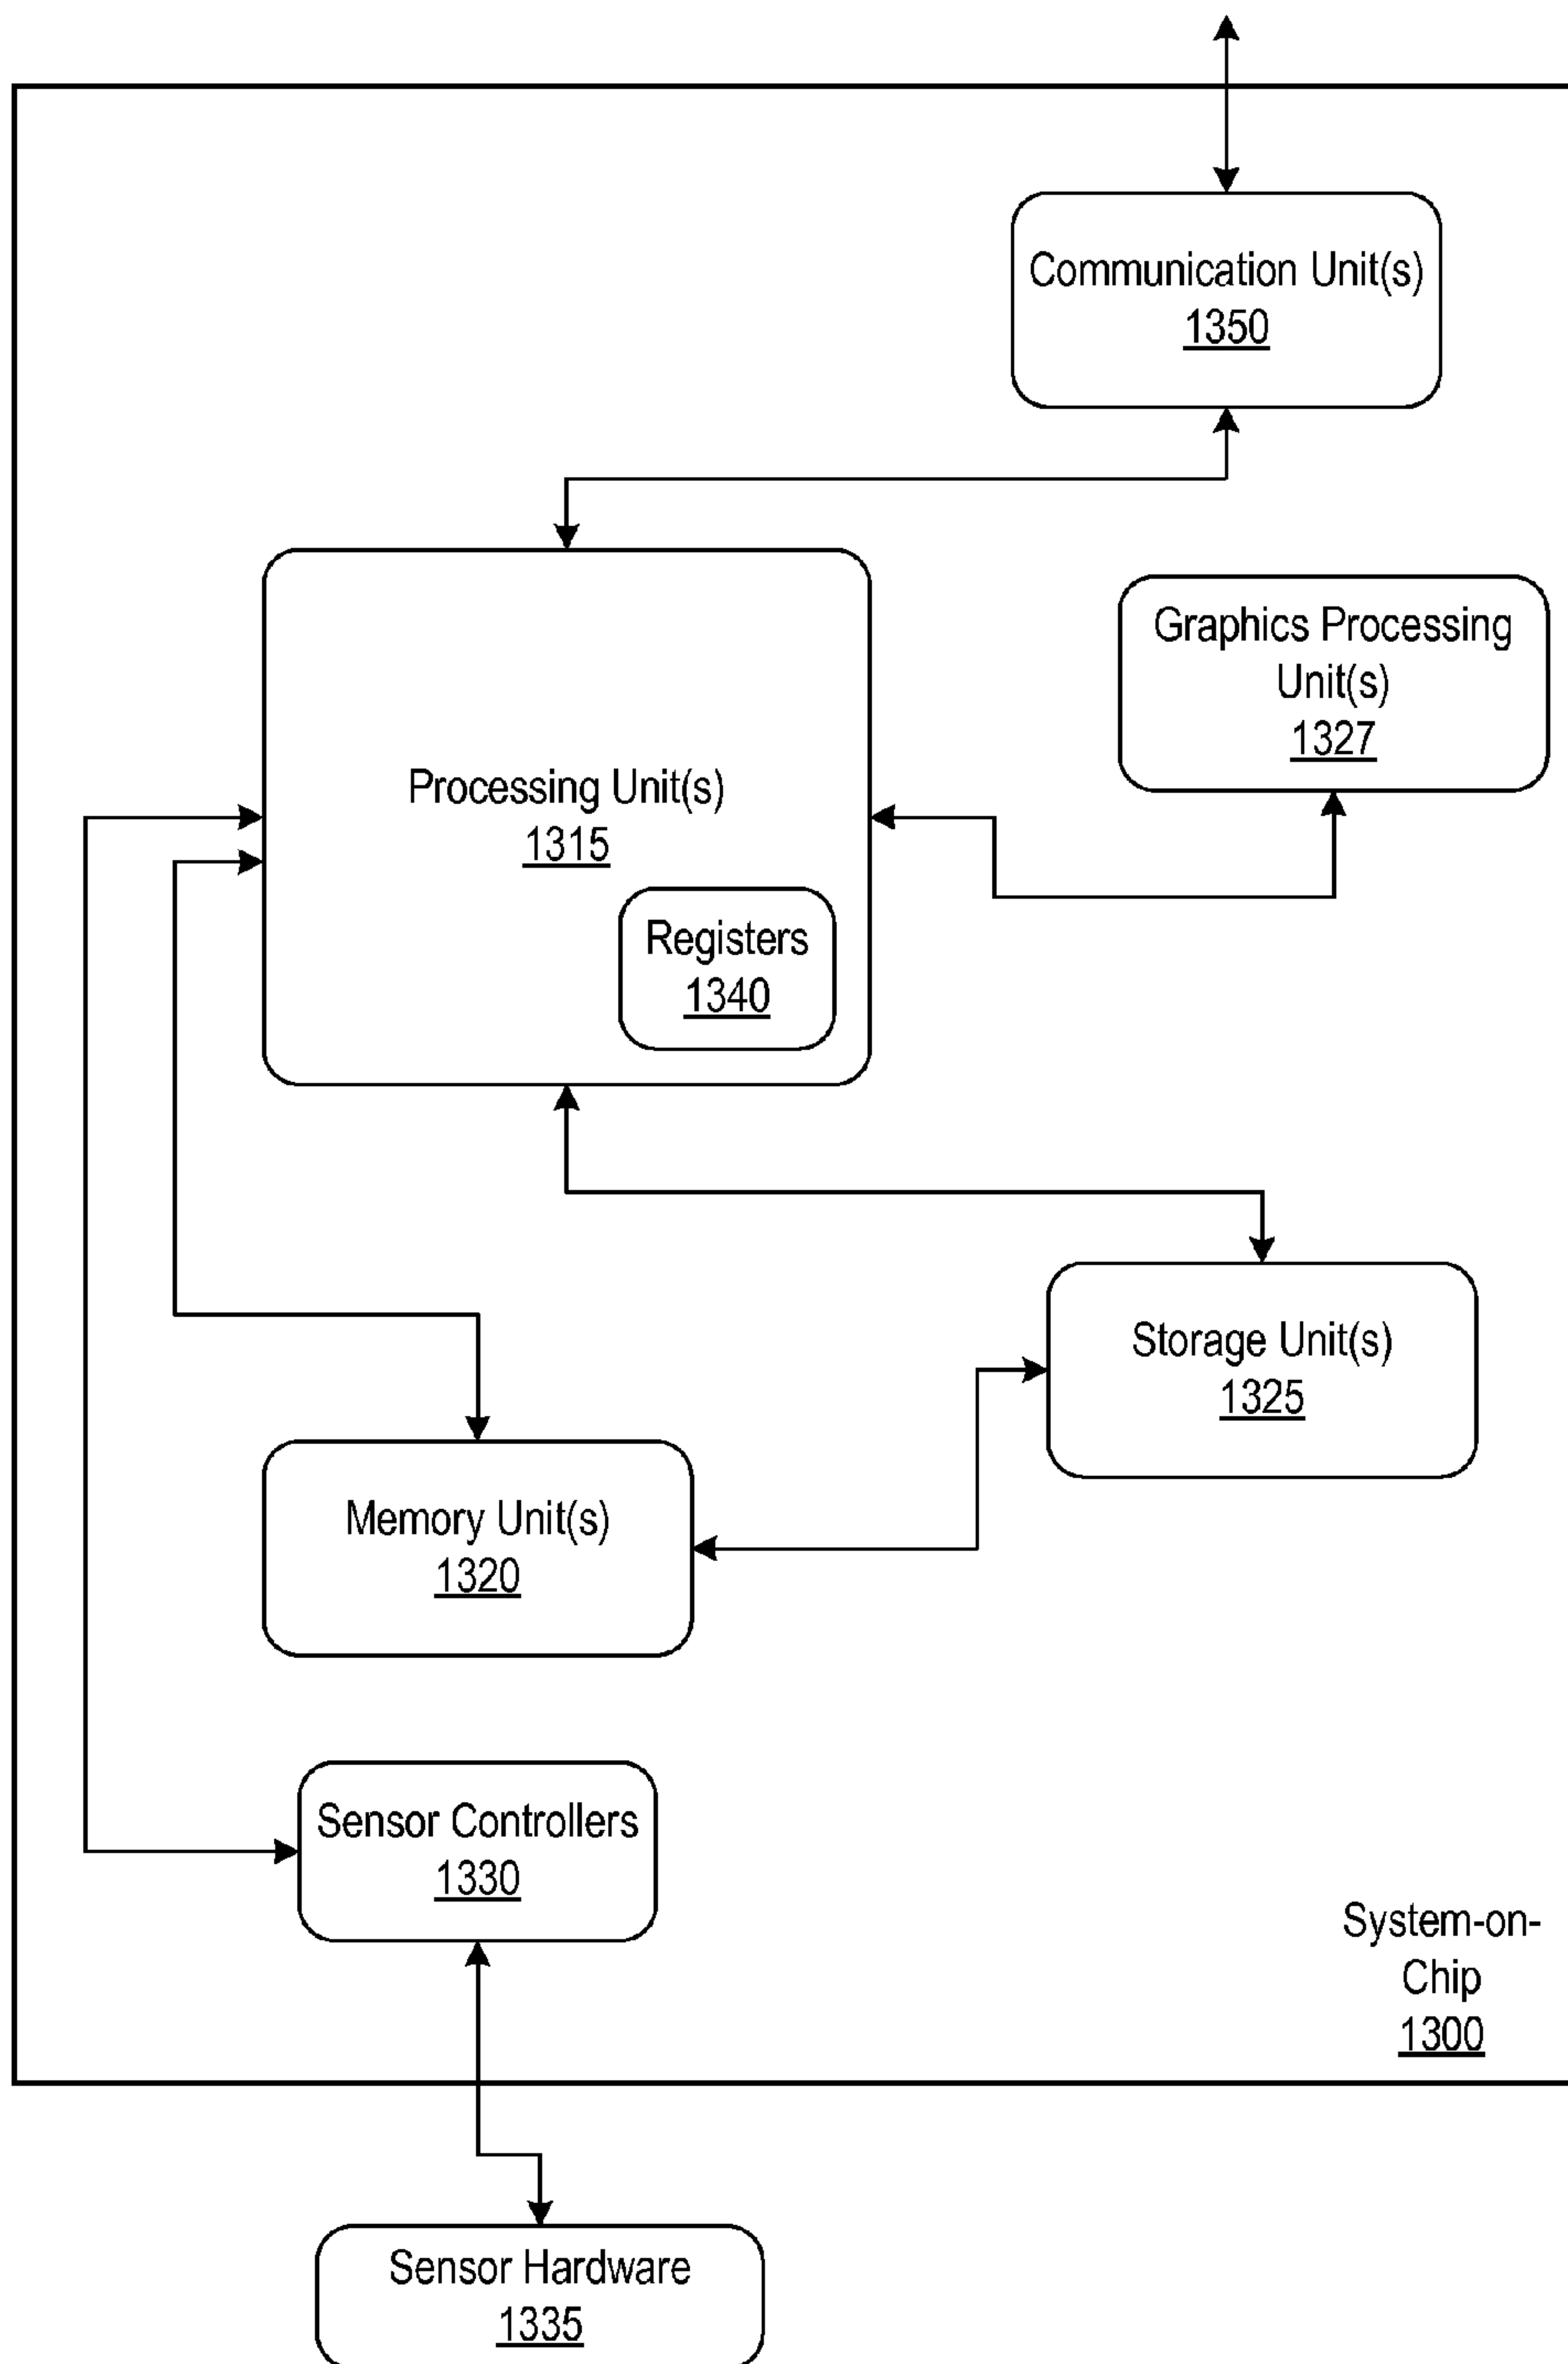 Communication Unit(s)
1350
Graphics Processing
Unit(s)
1327
Processing Unit(s)
1315
Registers
1340
Storage Unit(s)
1325
Memory Unit(s)
1320
Sensor Controllers
1330
System-on-
Chip
1300
Sensor Hardware
1335